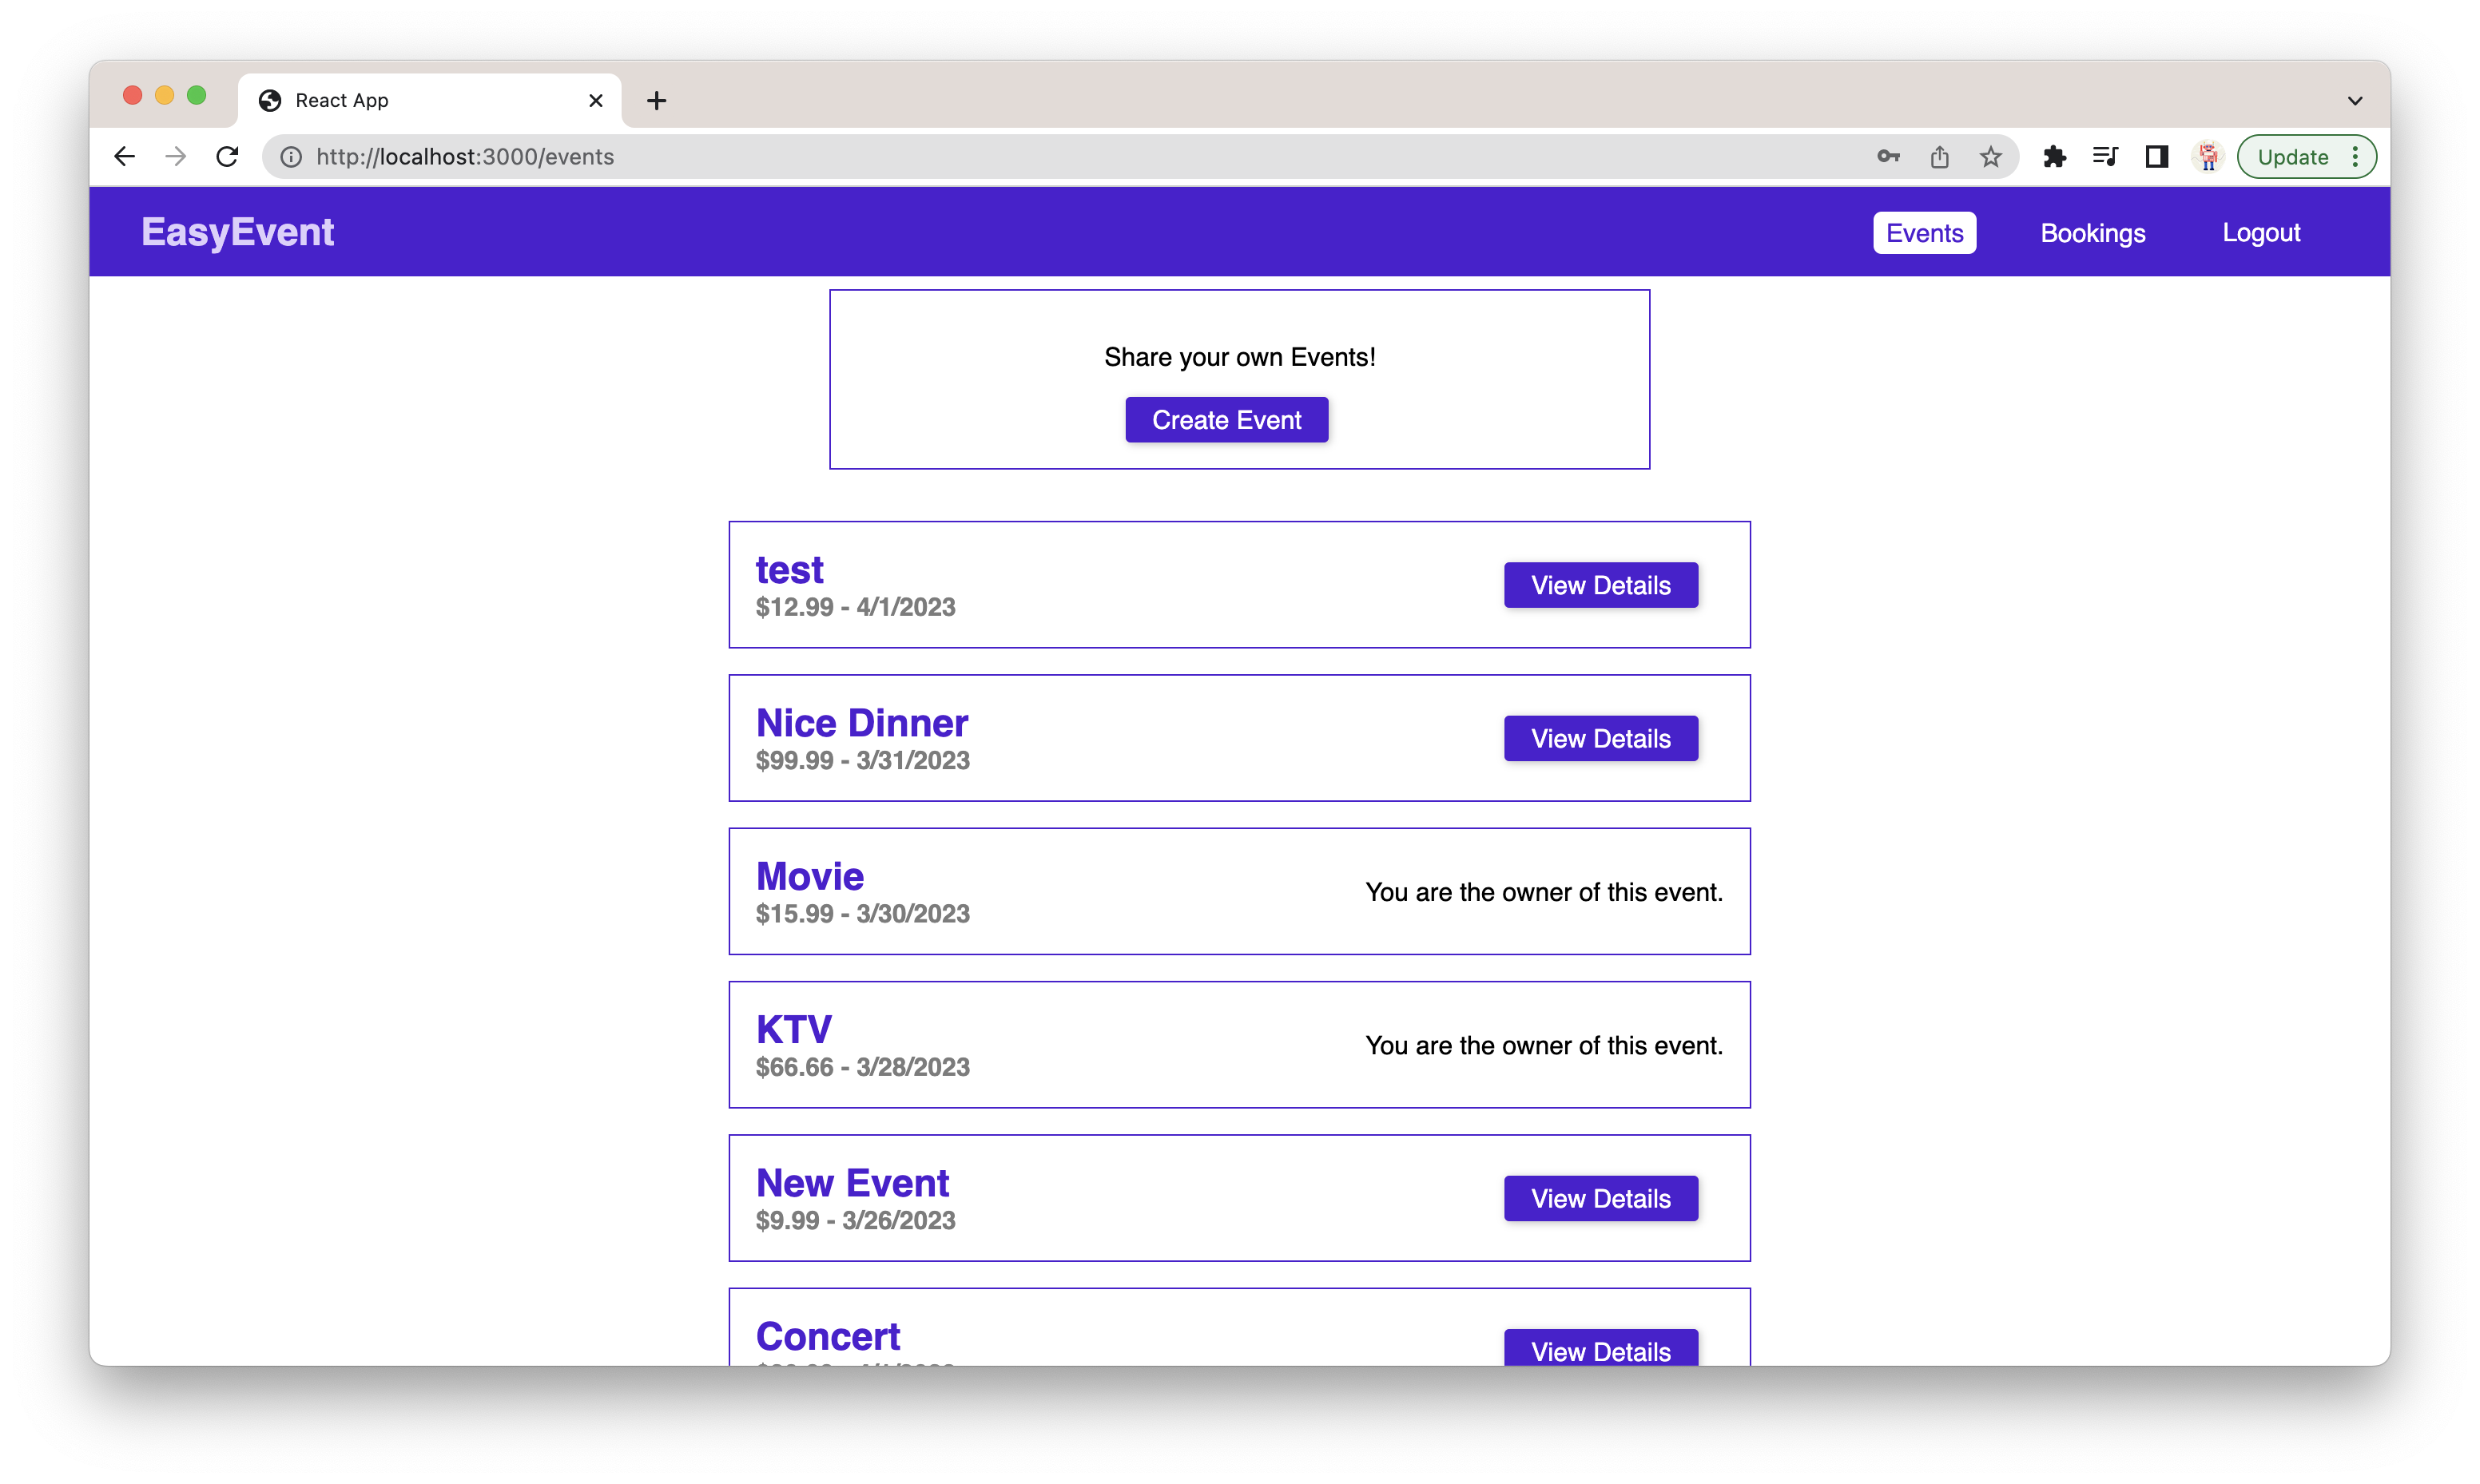 React App
http://localhost:3000/events
Update
EasyEvent
Events
Bookings
Logout
Share your own Events!
Create Event
test
$12.99 - 4/1/2023
View Details
Nice Dinner
$99.99 - 3/31/2023
View Details
Movie
$15.99 - 3/30/2023
You are the owner of this event.
KTV
$66.66 - 3/28/2023
You are the owner of this event.
New Event
$9.99 - 3/26/2023
View Details
Concert
View Details